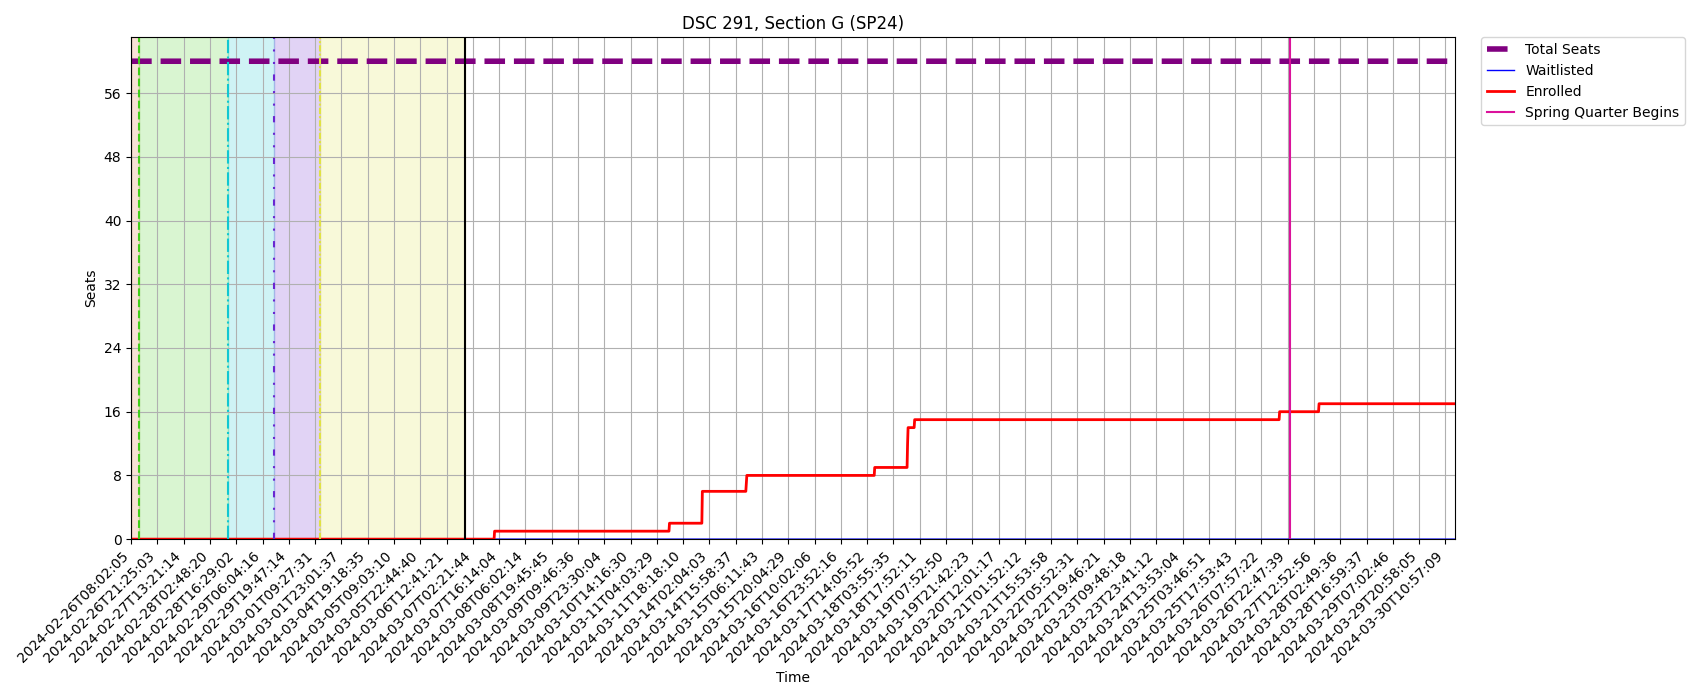 DSC 291, Section G (SP24)
Total Seats
Waitlisted
Enrolled
Spring Quarter Begins
Seats
56
48
40
32
24
16
8
0
2024-02-26T08:02:05
2024-02-26T21:25:03
2024-02-27T13:21:14
2024-02-28T02:48:20
2024-02-28T16:29:02
2024-02-29T06:04:16
2024-02-29T19:47:14
2024-03-01T09:27:31
2024-03-01T23:01:37
2024-03-04T19:18:35
2024-03-05T09:03:10
2024-03-05T22:44:40
2024-03-06T12:41:21
2024-03-07T02:21:44
2024-03-07T16:14:04
2024-03-08T06:02:14
2024-03-08T19:45:45
2024-03-09T09:46:36
2024-03-09T23:30:04
2024-03-10T14:16:30
2024-03-11T04:03:29
2024-03-11T18:18:10
2024-03-14T02:04:03
2024-03-14T15:58:37
2024-03-15T06:11:43
2024-03-15T20:04:29
2024-03-16T10:02:06
2024-03-16T23:52:16
2024-03-17T14:05:52
2024-03-18T03:55:35
2024-03-18T17:52:11
2024-03-19T07:52:50
2024-03-19T21:42:23
2024-03-20T12:01:17
2024-03-21T01:52:12
2024-03-21T15:53:58
2024-03-22T05:52:31
2024-03-22T19:46:21
2024-03-23T09:48:18
2024-03-23T23:41:12
2024-03-24T13:53:04
2024-03-25T03:46:51
2024-03-25T17:53:43
2024-03-26T07:57:22
2024-03-26T22:47:39
2024-03-27T12:52:56
2024-03-28T02:49:36
2024-03-28T16:59:37
2024-03-29T07:02:46
2024-03-29T20:58:05
2024-03-30T10:57:09
Time